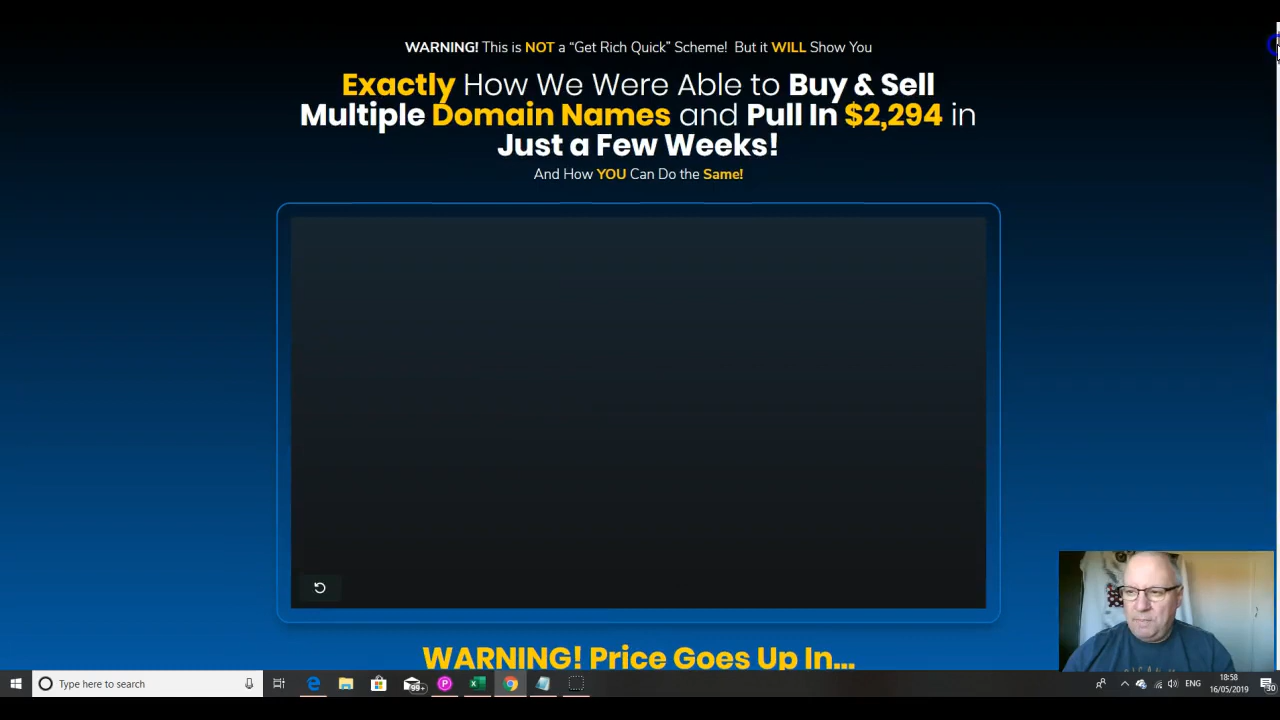 WARNING! This is NOT a “Get Rich Quick” Scheme! But it WILL Show You
Exactly How We Were Able to Buy & Sell
Multiple Domain Names and Pull In $2,294 in
Just a Few Weeks!
And How YOU Can Do the Same!
WARNING! Price Goes Up In...
Type here to search
99+
ENG
18:58
16/05/2019
30